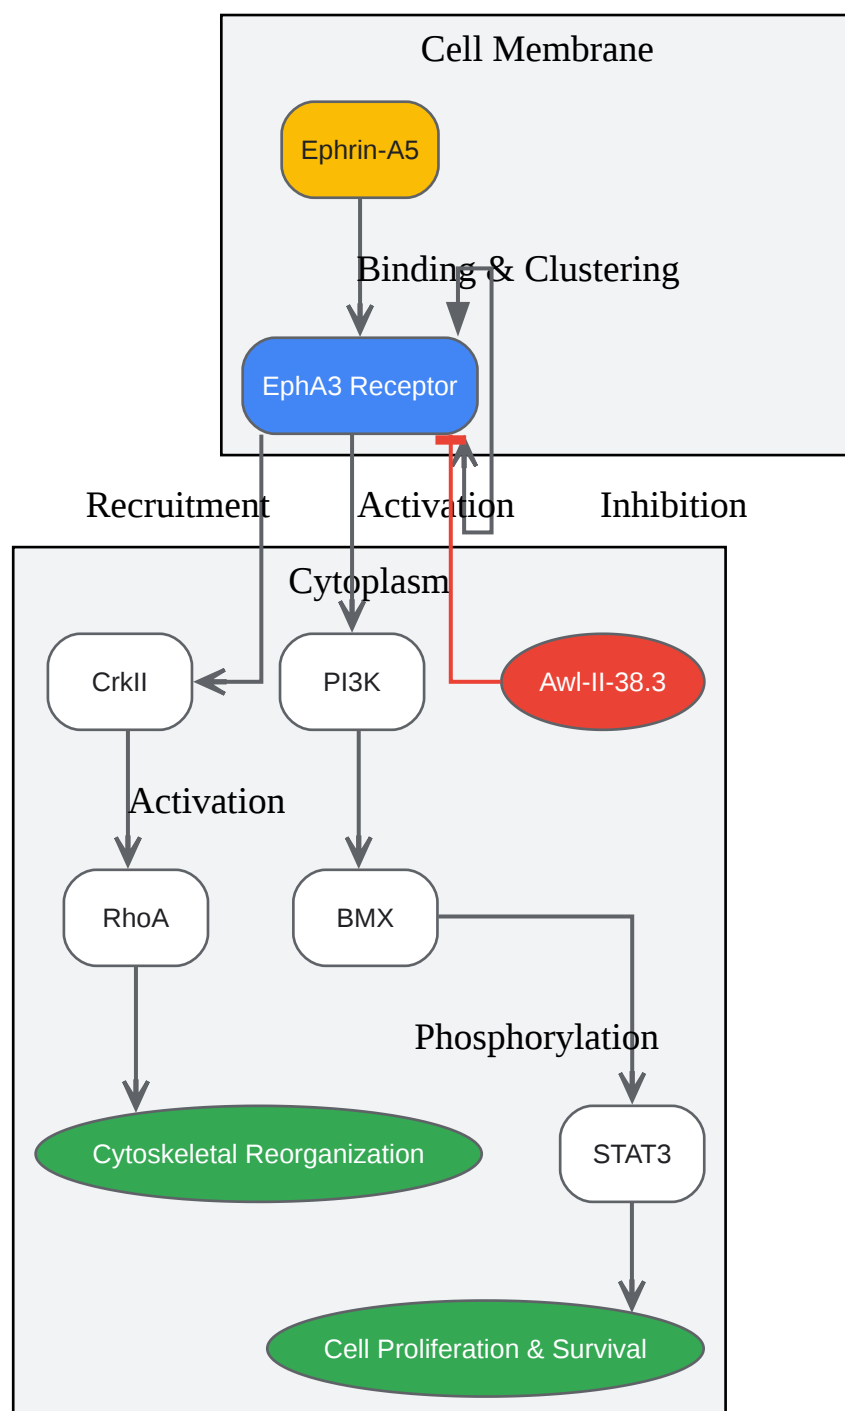 Cell Membrane
Ephrin-A5
Binding & Clustering
EphA3 Receptor
Recruitment
Activation
Inhibition
Cytoplasm
CrkII
PI3K
Awl-II-38.3
Activation
RhoA
BMX
Phosphorylation
Cytoskeletal Reorganization
STAT3
Cell Proliferation & Survival